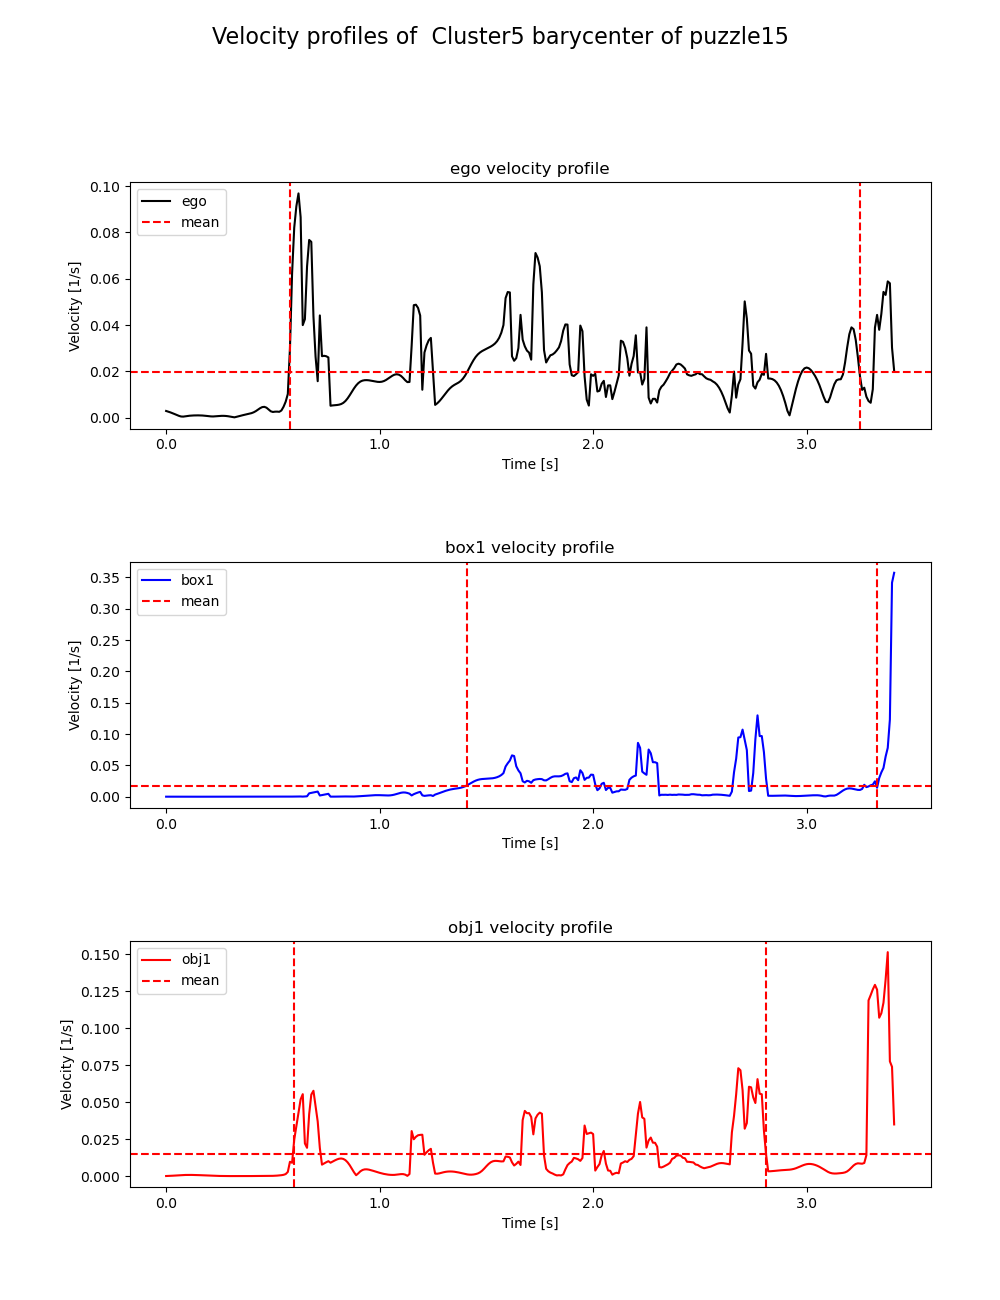 Velocity profiles of  Cluster5 barycenter of puzzle15
ego velocity profile
ego
mean
0.10
0.08
0.06
0.04
0.02
0.00
Velocity [1/s]
0.0 1.0 2.0 3.0
Time [s]
box1 velocity profile
box1
mean
0.35
0.30
0.25
0.20
0.15
0.10
0.05
0.00
Velocity [1/s]
0.0 1.0 2.0 3.0
Time [s]
obj1 velocity profile
obj1
mean
0.150
0.125
0.100
0.075
0.050
0.025
0.000
Velocity [1/s]
0.0 1.0 2.0 3.0
Time [s]